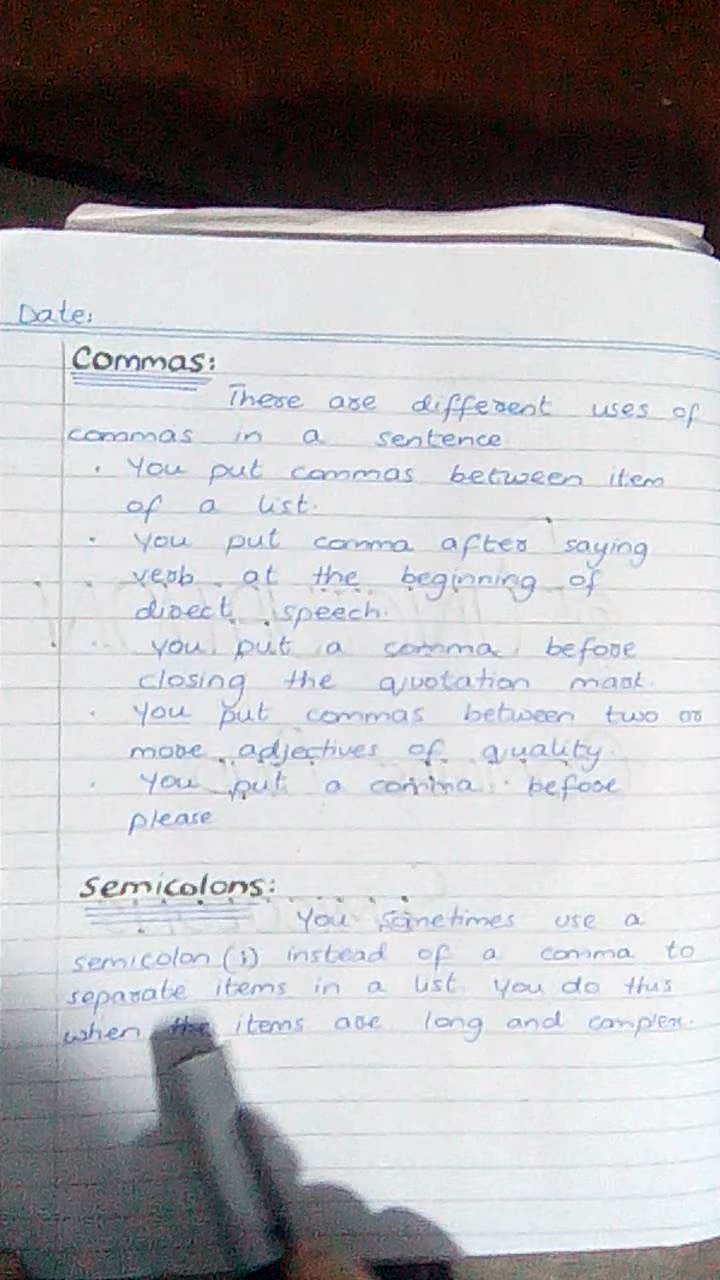 Date:
Commas:
There are different uses of
commas in a sentence
. You put commas between item
of a list.
. You put comma after saying
verb at the beginning of
direct speech.
. you put a comma before
closing the quotation mark.
. You put commas between two or
more adjectives of quality.
. You put a comma before
please
Semicolons:
You sometimes use a
semicolon (;) instead of a comma to
separate items in a list. You do this
when the items are long and complex.